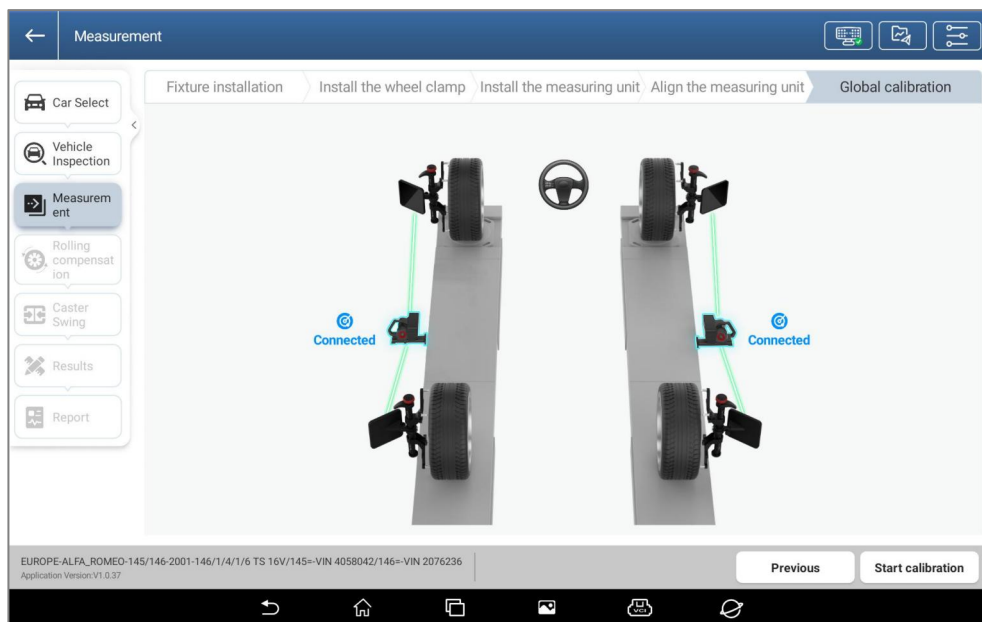 Measurement
Fixture installation
Install the wheel clamp
Install the measuring unit
Align the measuring unit
Global calibration
Car Select
Vehicle
Inspection
Measurem
ent
Rolling
compensat
ion
Caster
Swing
Results
Report
Connected
Connected
EUROPE-ALFA_ROMEO-145/146-2001-146/1/4/1/6 TS 16V/145=-VIN 4058042/146=-VIN 2076236
Application Version:V1.0.37
Previous
Start calibration
VCI